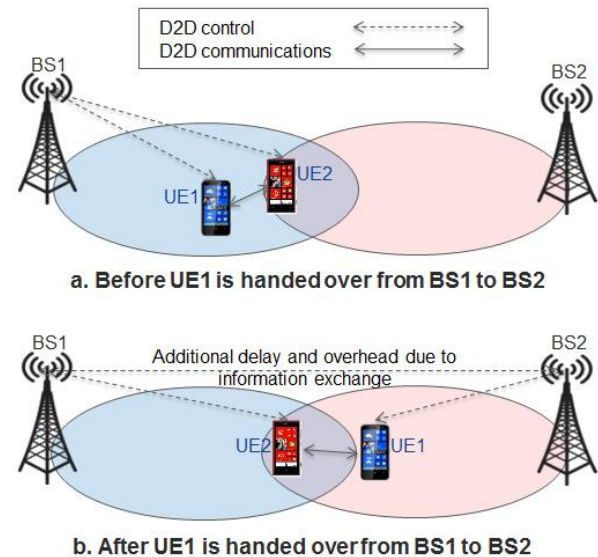 D2D control
D2D communications
BS1
BS2
UE2
UE1
a. Before UE1 is handed over from BS1 to BS2
BS1
BS2
Additional delay and overhead due to
information exchange
UE2
UE1
b. After UE1 is handed over from BS1 to BS2